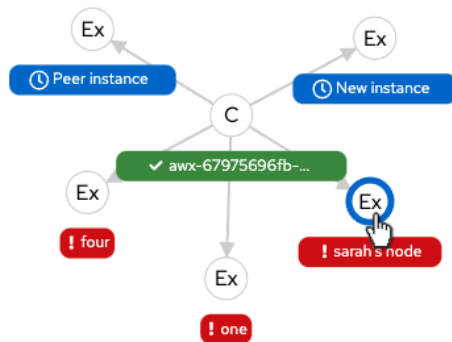 Ex
Ex
Peer instance
New instance
C
✓ awx-67975696fb-...
Ex
Ex
! four
! sarah's node
Ex
! one